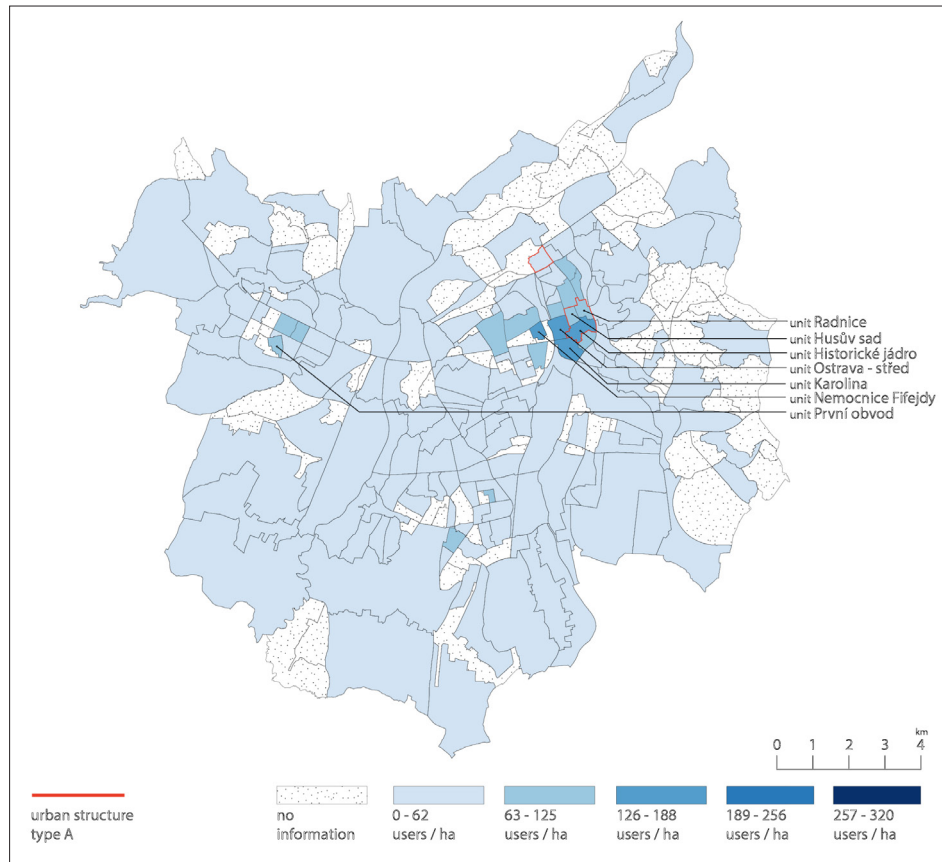 unit Radnice
unit Husův sad
unit Historické jádro
unit Ostrava - střed
unit Karolina
unit Nemocnice Fifejdy
unit První obvod
km
0 1 2 3 4
urban structure
type A
no
information
0 - 62
users / ha
63 - 125
users / ha
126 - 188
users / ha
189 - 256
users / ha
257 - 320
users / ha